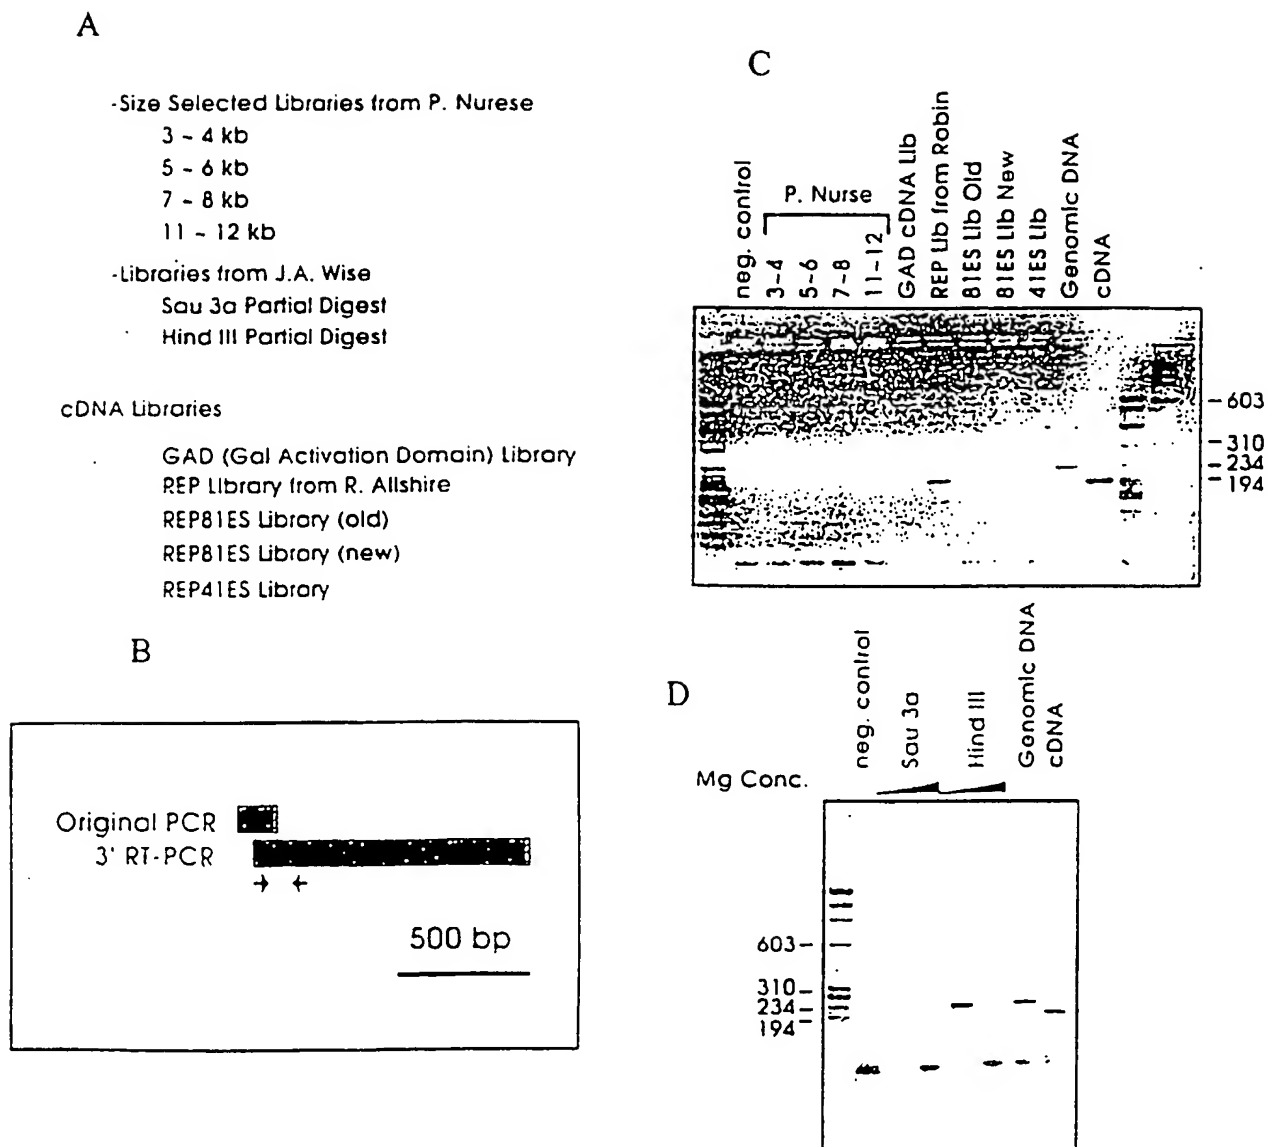 A
-Size Selected Libraries from P. Nurese
3 - 4 kb
5 - 6 kb
7 - 8 kb
11 - 12 kb
-Libraries from J.A. Wise
Sau 3a Partial Digest
Hind III Partial Digest
cDNA Libraries
GAD (Gal Activation Domain) Library
REP Library from R. Allshire
REP81ES Library (old)
REP81ES Library (new)
REP41ES Library
B
Original PCR
3' RT-PCR
500 bp
C
neg. control
P. Nurse
3-4
5-6
7-8
11-12
GAD cDNA Lib
REP Lib from Robin
81ES Lib Old
81ES Lib New
41ES Lib
Genomic DNA
cDNA
-603
-310
-234
-194
D
Mg Conc.
neg. control
Sau 3a
Hind III
Genomic DNA
cDNA
603-
310-
234-
194-